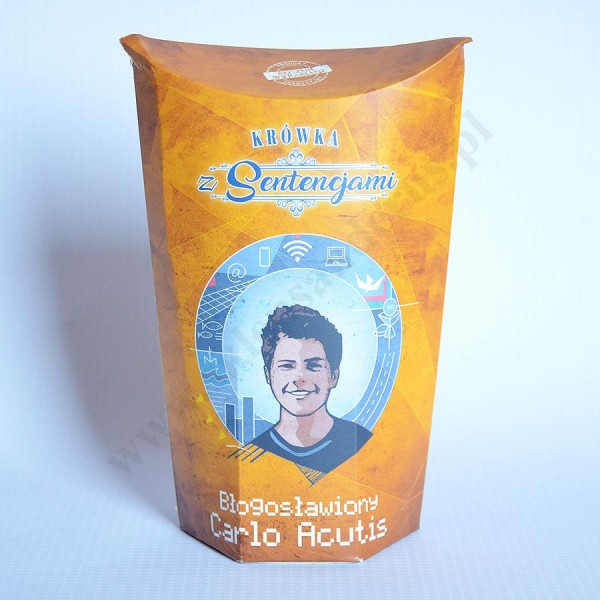 KRÓWKA
z Sentencjami
@
Błogosławiony
Carlo Acutis